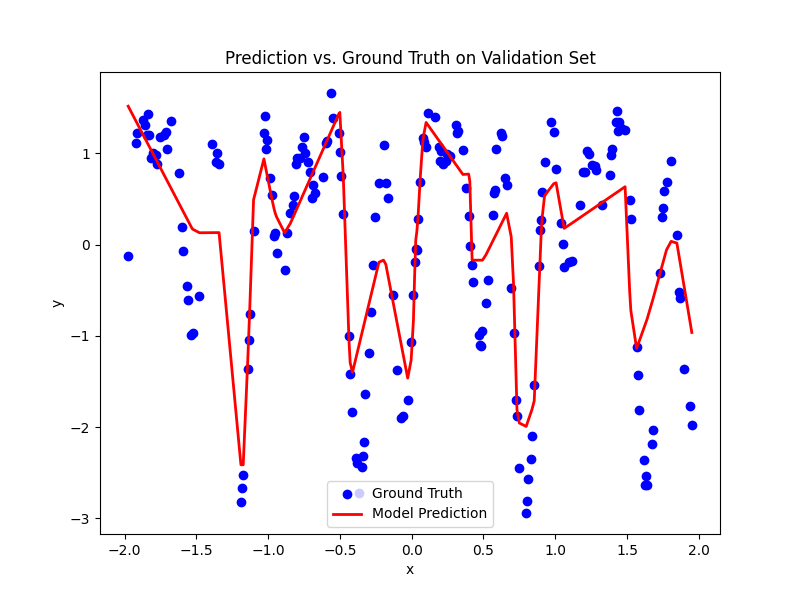 Prediction vs. Ground Truth on Validation Set
y
1
0
−1
−2
−3
Ground Truth
Model Prediction
−2.0 −1.5 −1.0 −0.5 0.0 0.5 1.0 1.5 2.0
x